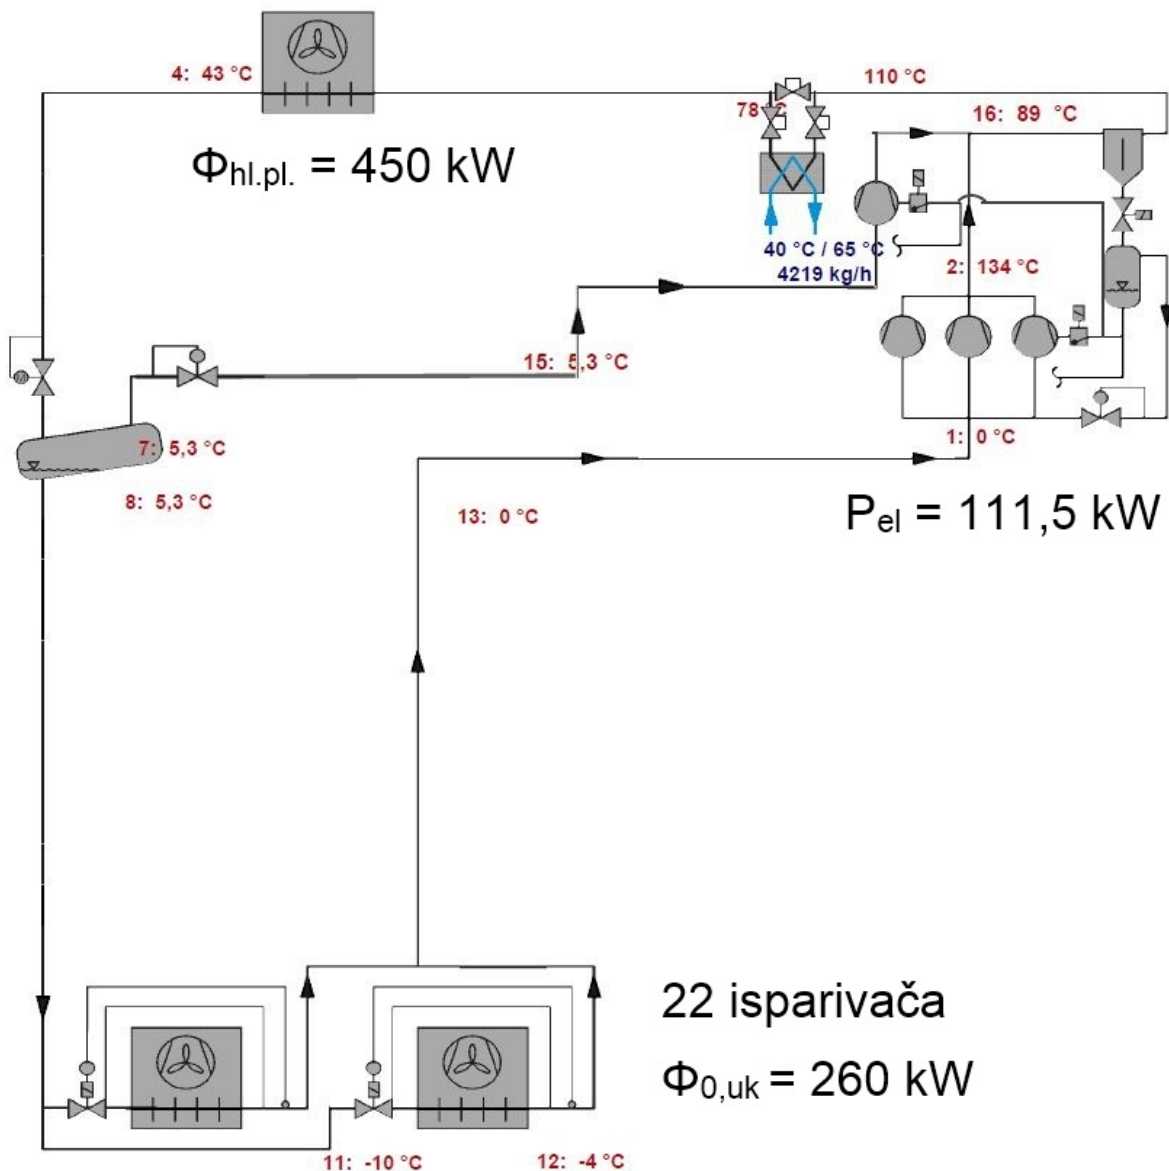 4: 43 °C
110 °C
78 °C
16: 89 °C
Φhl.pl. = 450 kW
40 °C / 65 °C
4219 kg/h
2: 134 °C
15: 5,3 °C
M
7: 5,3 °C
1: 0 °C
8: 5,3 °C
13: 0 °C
Pel = 111,5 kW
22 isparivača
Φ0,uk = 260 kW
11: -10 °C
12: -4 °C